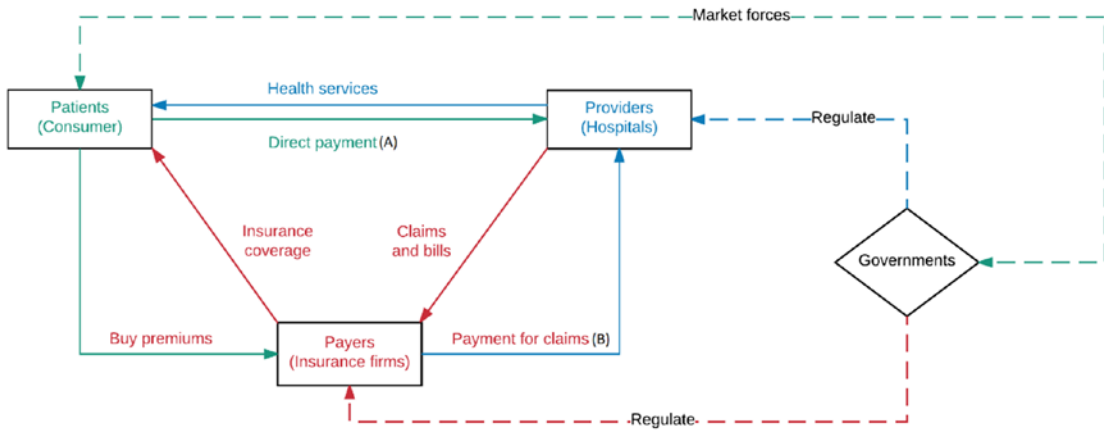 Market forces
Health services
Patients
(Consumer)
Providers
(Hospitals)
Regulate
Direct payment (A)
Insurance
coverage
Claims
and bills
Governments
Buy premiums
Payers
(Insurance firms)
Payment for claims (B)
Regulate